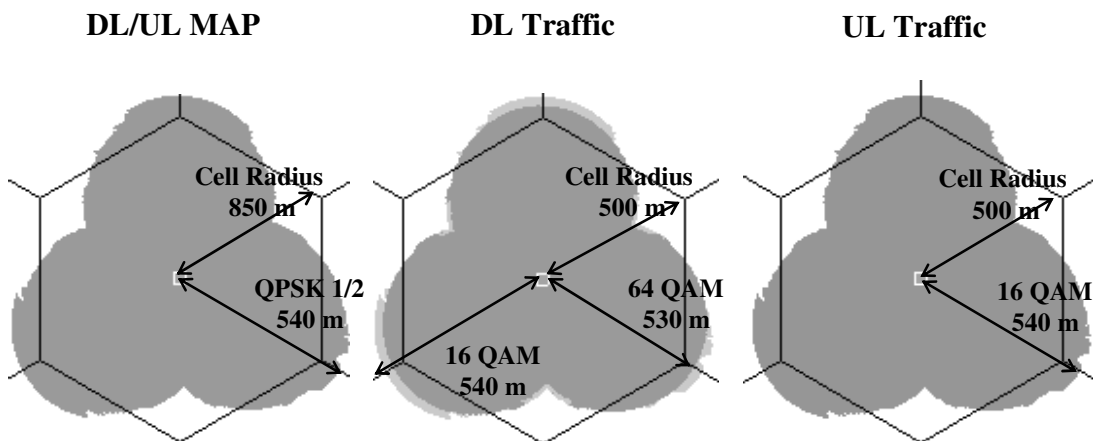 DL/UL MAP
Cell Radius
850 m
QPSK 1/2
540 m
DL Traffic
Cell Radius
500 m
64 QAM
530 m
16 QAM
540 m
UL Traffic
Cell Radius
500 m
16 QAM
540 m